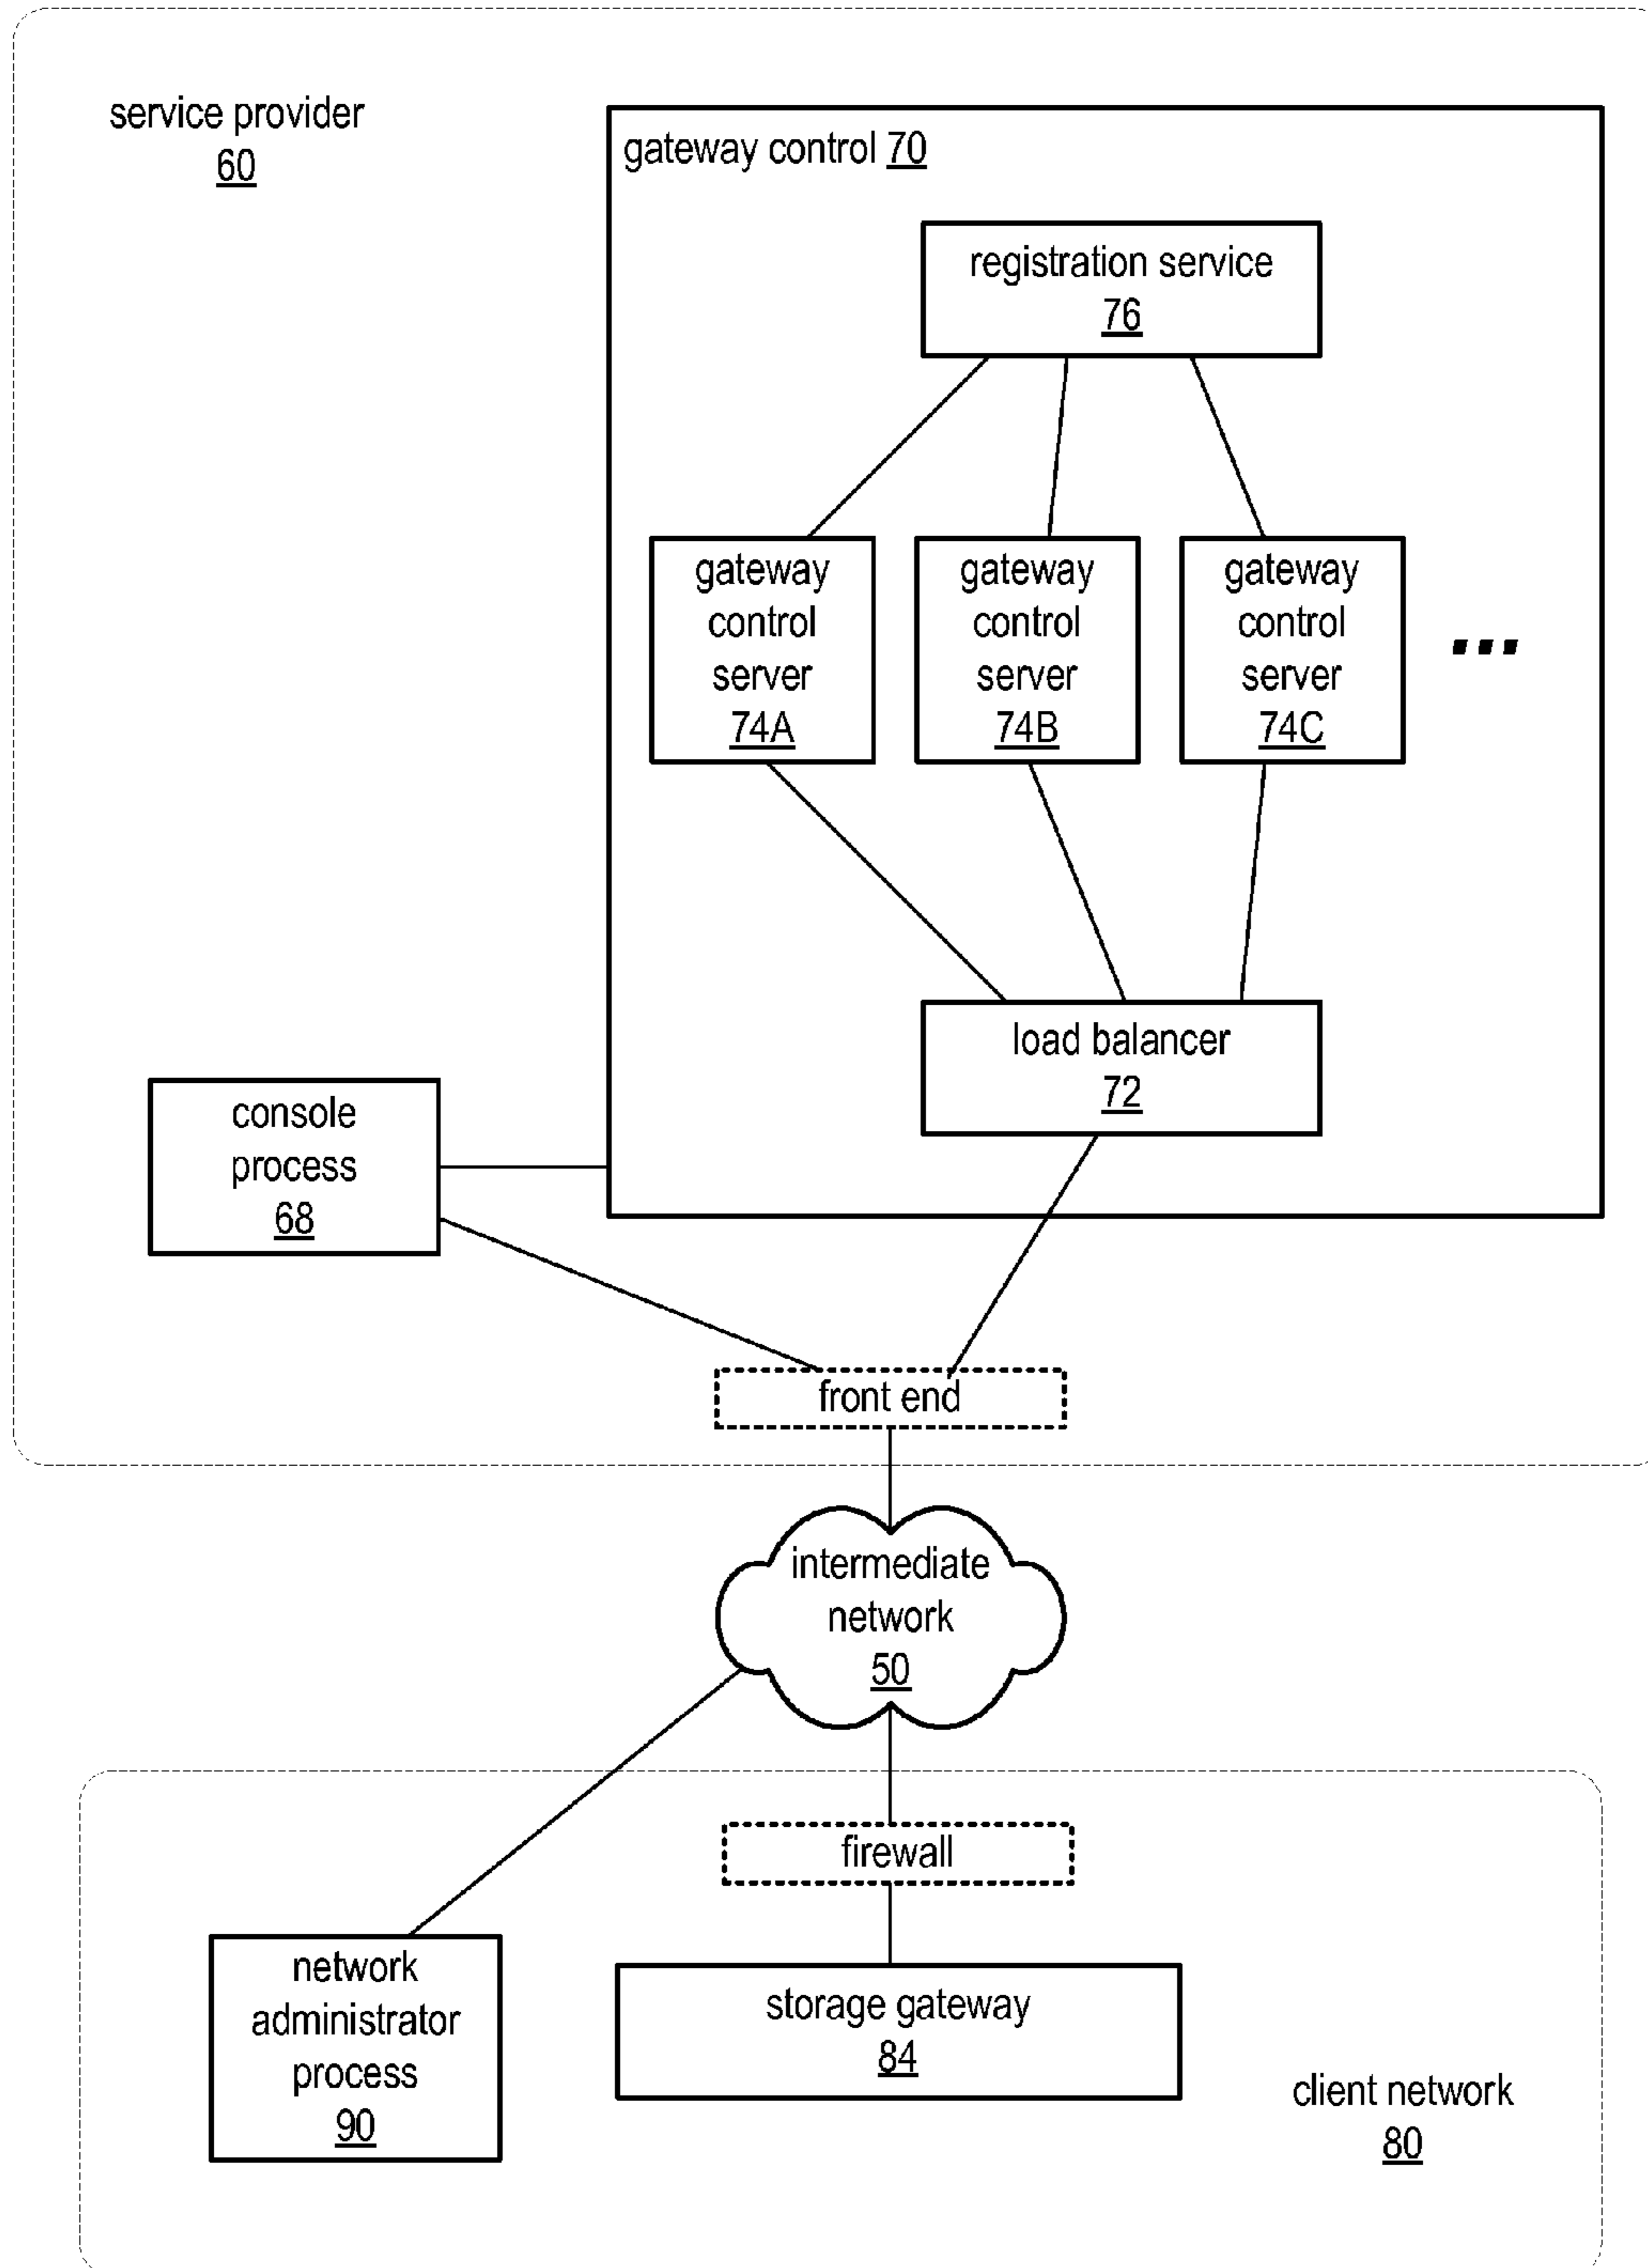 service provider
60
gateway control 70
registration service
76
gateway
control
server
74A
gateway
control
server
74B
gateway
control
server
74C
...
load balancer
72
console
process
68
front end
intermediate
network
50
firewall
network
administrator
process
90
storage gateway
84
client network
80